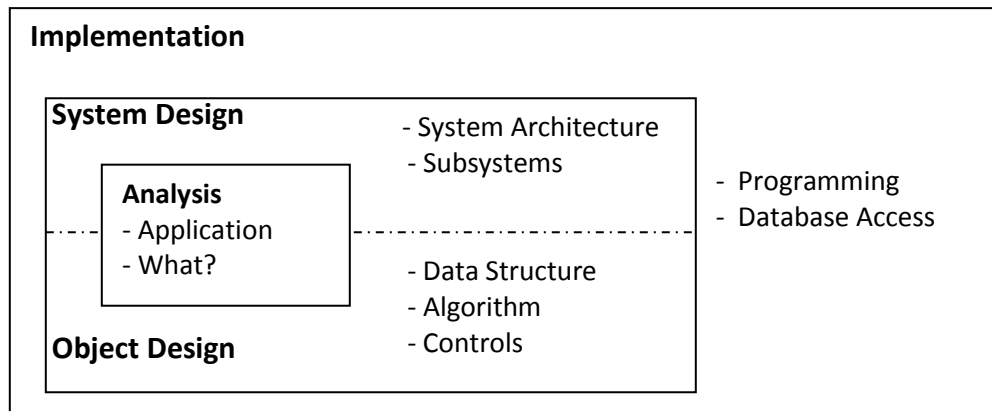 Implementation
System Design
- System Architecture
- Subsystems
Analysis
- Application
- What?
- Programming
- Database Access
- Data Structure
- Algorithm
- Controls
Object Design